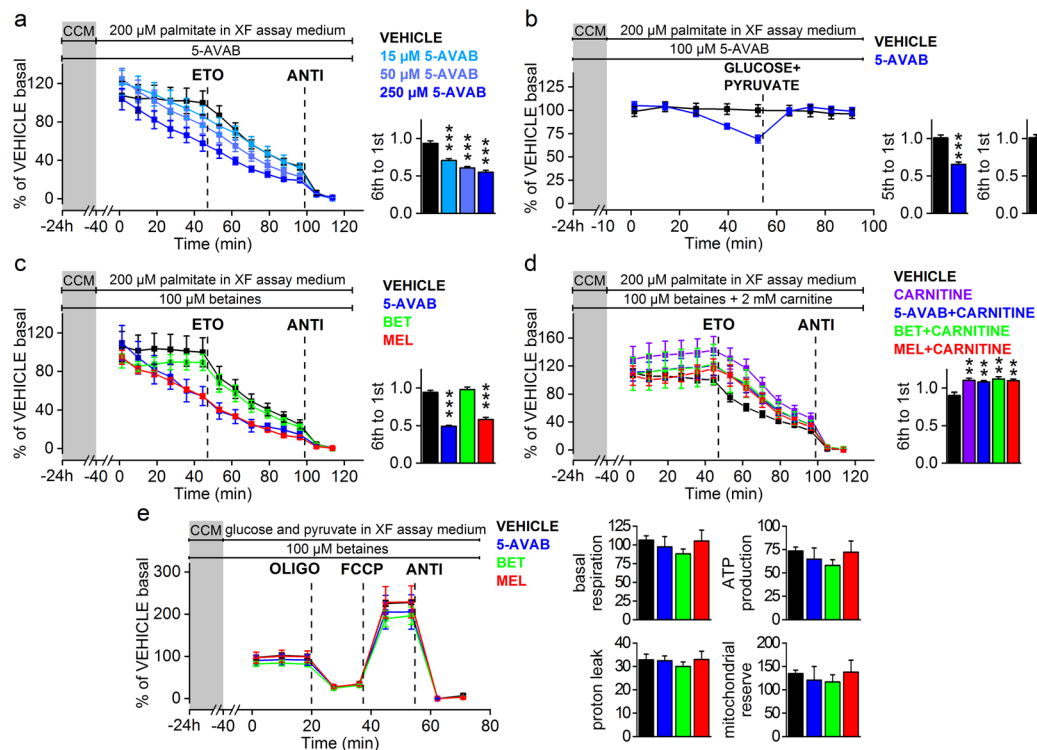 a
CCM
200 μM palmitate in XF assay medium
5-AVAB
ETO
ANTI
VEHICLE
15 μM 5-AVAB
50 μM 5-AVAB
250 μM 5-AVAB
% of VEHICLE basal
120
80
40
0
-24h
-40
0
20
40
60
80
100
120
Time (min)
6th to 1st
1.0
0.5
0.0
***
***
***
b
CCM
200 μM palmitate in XF assay medium
100 μM 5-AVAB
GLUCOSE+
PYRUVATE
VEHICLE
5-AVAB
% of VEHICLE basal
125
100
75
50
25
0
-24h
-10
0
20
40
60
80
100
Time (min)
5th to 1st
1.0
0.5
0.0
***
6th to 1st
1.0
0.5
0.0
c
CCM
200 μM palmitate in XF assay medium
100 μM betaines
ETO
ANTI
VEHICLE
5-AVAB
BET
MEL
% of VEHICLE basal
120
80
40
0
-24h
-40
0
20
40
60
80
100
120
Time (min)
6th to 1st
1.0
0.5
0.0
***
***
d
CCM
200 μM palmitate in XF assay medium
100 μM betaines + 2 mM carnitine
ETO
ANTI
VEHICLE
CARNITINE
5-AVAB+CARNITINE
BET+CARNITINE
MEL+CARNITINE
% of VEHICLE basal
160
120
80
40
0
-24h
-40
0
20
40
60
80
100
120
Time (min)
6th to 1st
1.0
0.5
0.0
**
**
**
**
e
CCM
glucose and pyruvate in XF assay medium
100 μM betaines
OLIGO
FCCP
ANTI
VEHICLE
5-AVAB
BET
MEL
% of VEHICLE basal
300
200
100
0
-24h
-40
0
20
40
60
80
Time (min)
basal
respiration
125
100
75
50
25
0
ATP
production
100
75
50
25
0
proton leak
40
30
20
10
0
mitochondrial
reserve
200
150
100
50
0